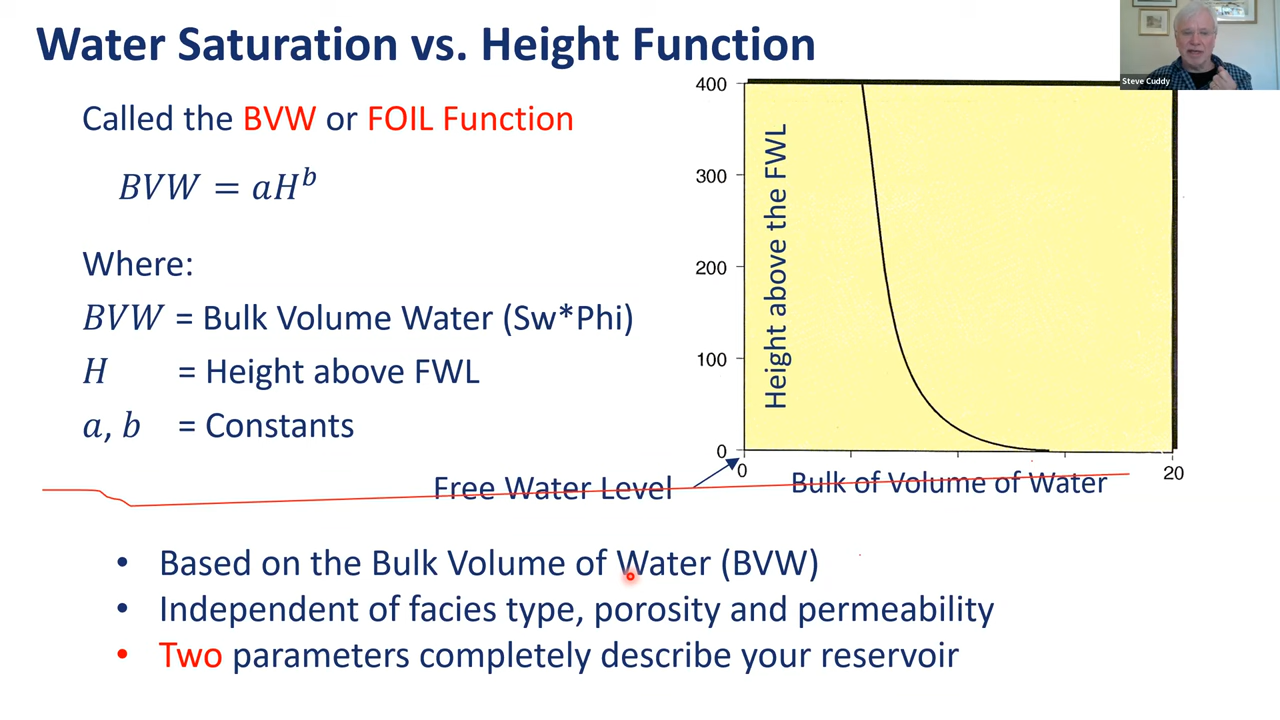 Water Saturation vs. Height Function
Steve Cuddy
Called the BVW or FOIL Function
BVW = aH^b
Where:
BVW = Bulk Volume Water (Sw*Phi)
H = Height above FWL
a, b = Constants
400
300
200
100
0
Height above the FWL
0
20
Free Water Level
Bulk of Volume of Water
• Based on the Bulk Volume of Water (BVW)
• Independent of facies type, porosity and permeability
• Two parameters completely describe your reservoir